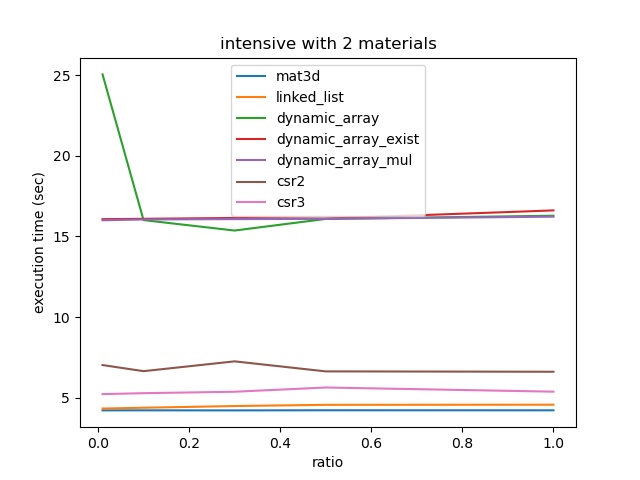 intensive with 2 materials
mat3d
linked_list
dynamic_array
dynamic_array_exist
dynamic_array_mul
csr2
csr3
execution time (sec)
25
20
15
10
5
0.0 0.2 0.4 0.6 0.8 1.0
ratio